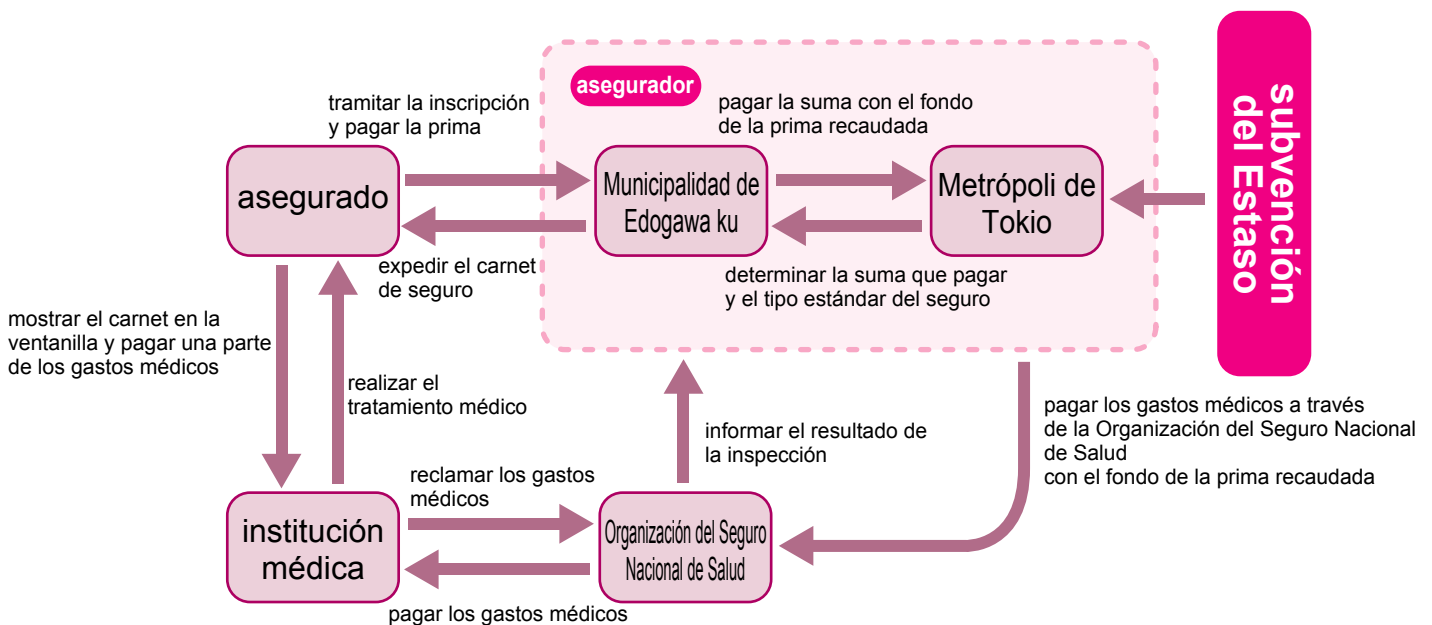 asegurador
subvención
del Estaso
tramitar la inscripción
y pagar la prima
pagar la suma con el fondo
de la prima recaudada
asegurado
Municipalidad de
Edogawa ku
Metrópoli de
Tokio
expedir el carnet
de seguro
determinar la suma que pagar
y el tipo estándar del seguro
mostrar el carnet en la
ventanilla y pagar una parte
de los gastos médicos
realizar el
tratamiento médico
informar el resultado de
la inspección
pagar los gastos médicos a través
de la Organización del Seguro Nacional
de Salud
con el fondo de la prima recaudada
reclamar los gastos
médicos
institución
médica
Organización del Seguro
Nacional de Salud
pagar los gastos médicos